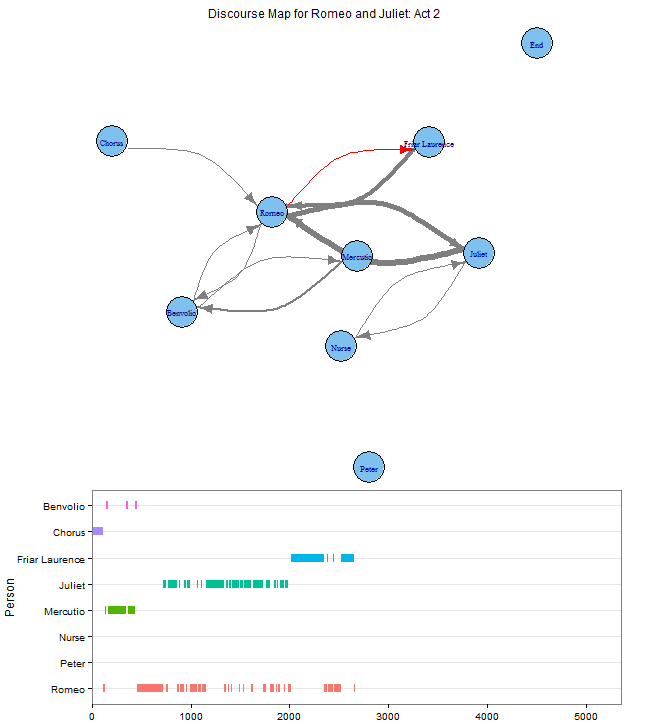 Discourse Map for Romeo and Juliet: Act 2
End
Chorus
Friar Laurence
Romeo
Mercutio
Juliet
Benvolio
Nurse
Peter
Person
Benvolio
Chorus
Friar Laurence
Juliet
Mercutio
Nurse
Peter
Romeo
0 1000 2000 3000 4000 5000